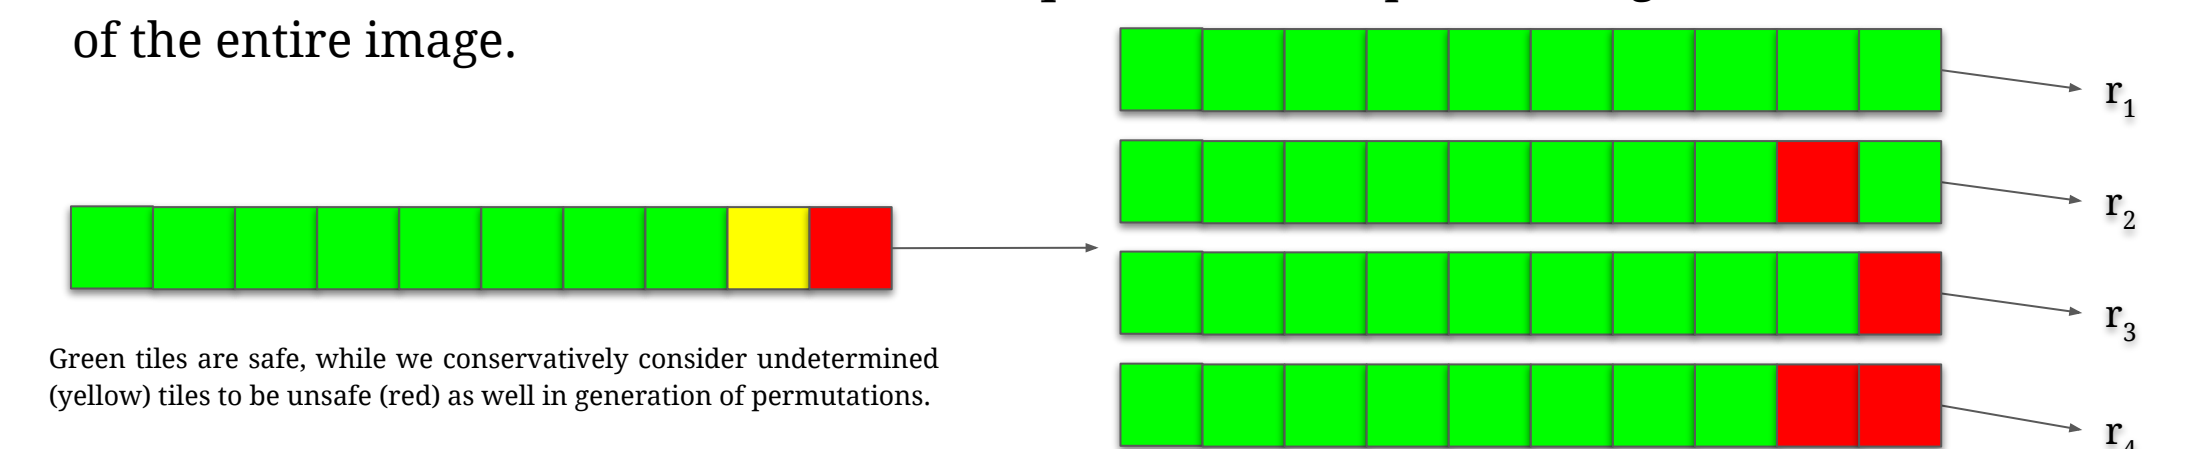 of the entire image.
r1
r2
Green tiles are safe, while we conservatively consider undetermined
(yellow) tiles to be unsafe (red) as well in generation of permutations.
r3
r4